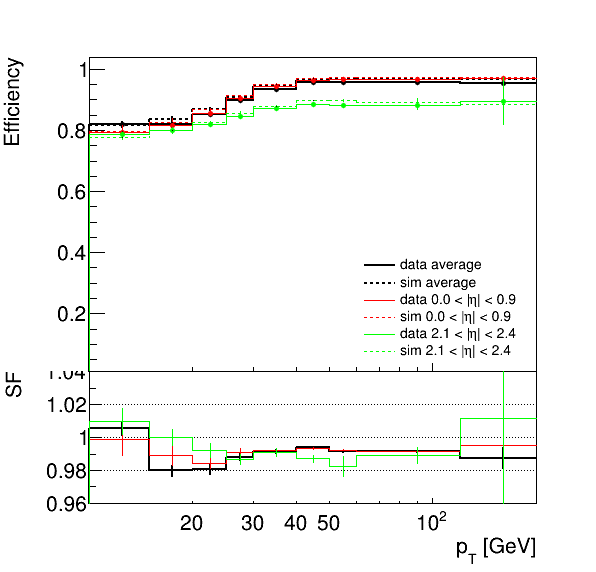 Efficiency
1
0.8
0.6
0.4
0.2
data average
sim average
data 0.0 < |η| < 0.9
sim 0.0 < |η| < 0.9
data 2.1 < |η| < 2.4
sim 2.1 < |η| < 2.4
SF
1.04
1.02
1
0.98
0.96
20 30 40 50 10²
p_T [GeV]